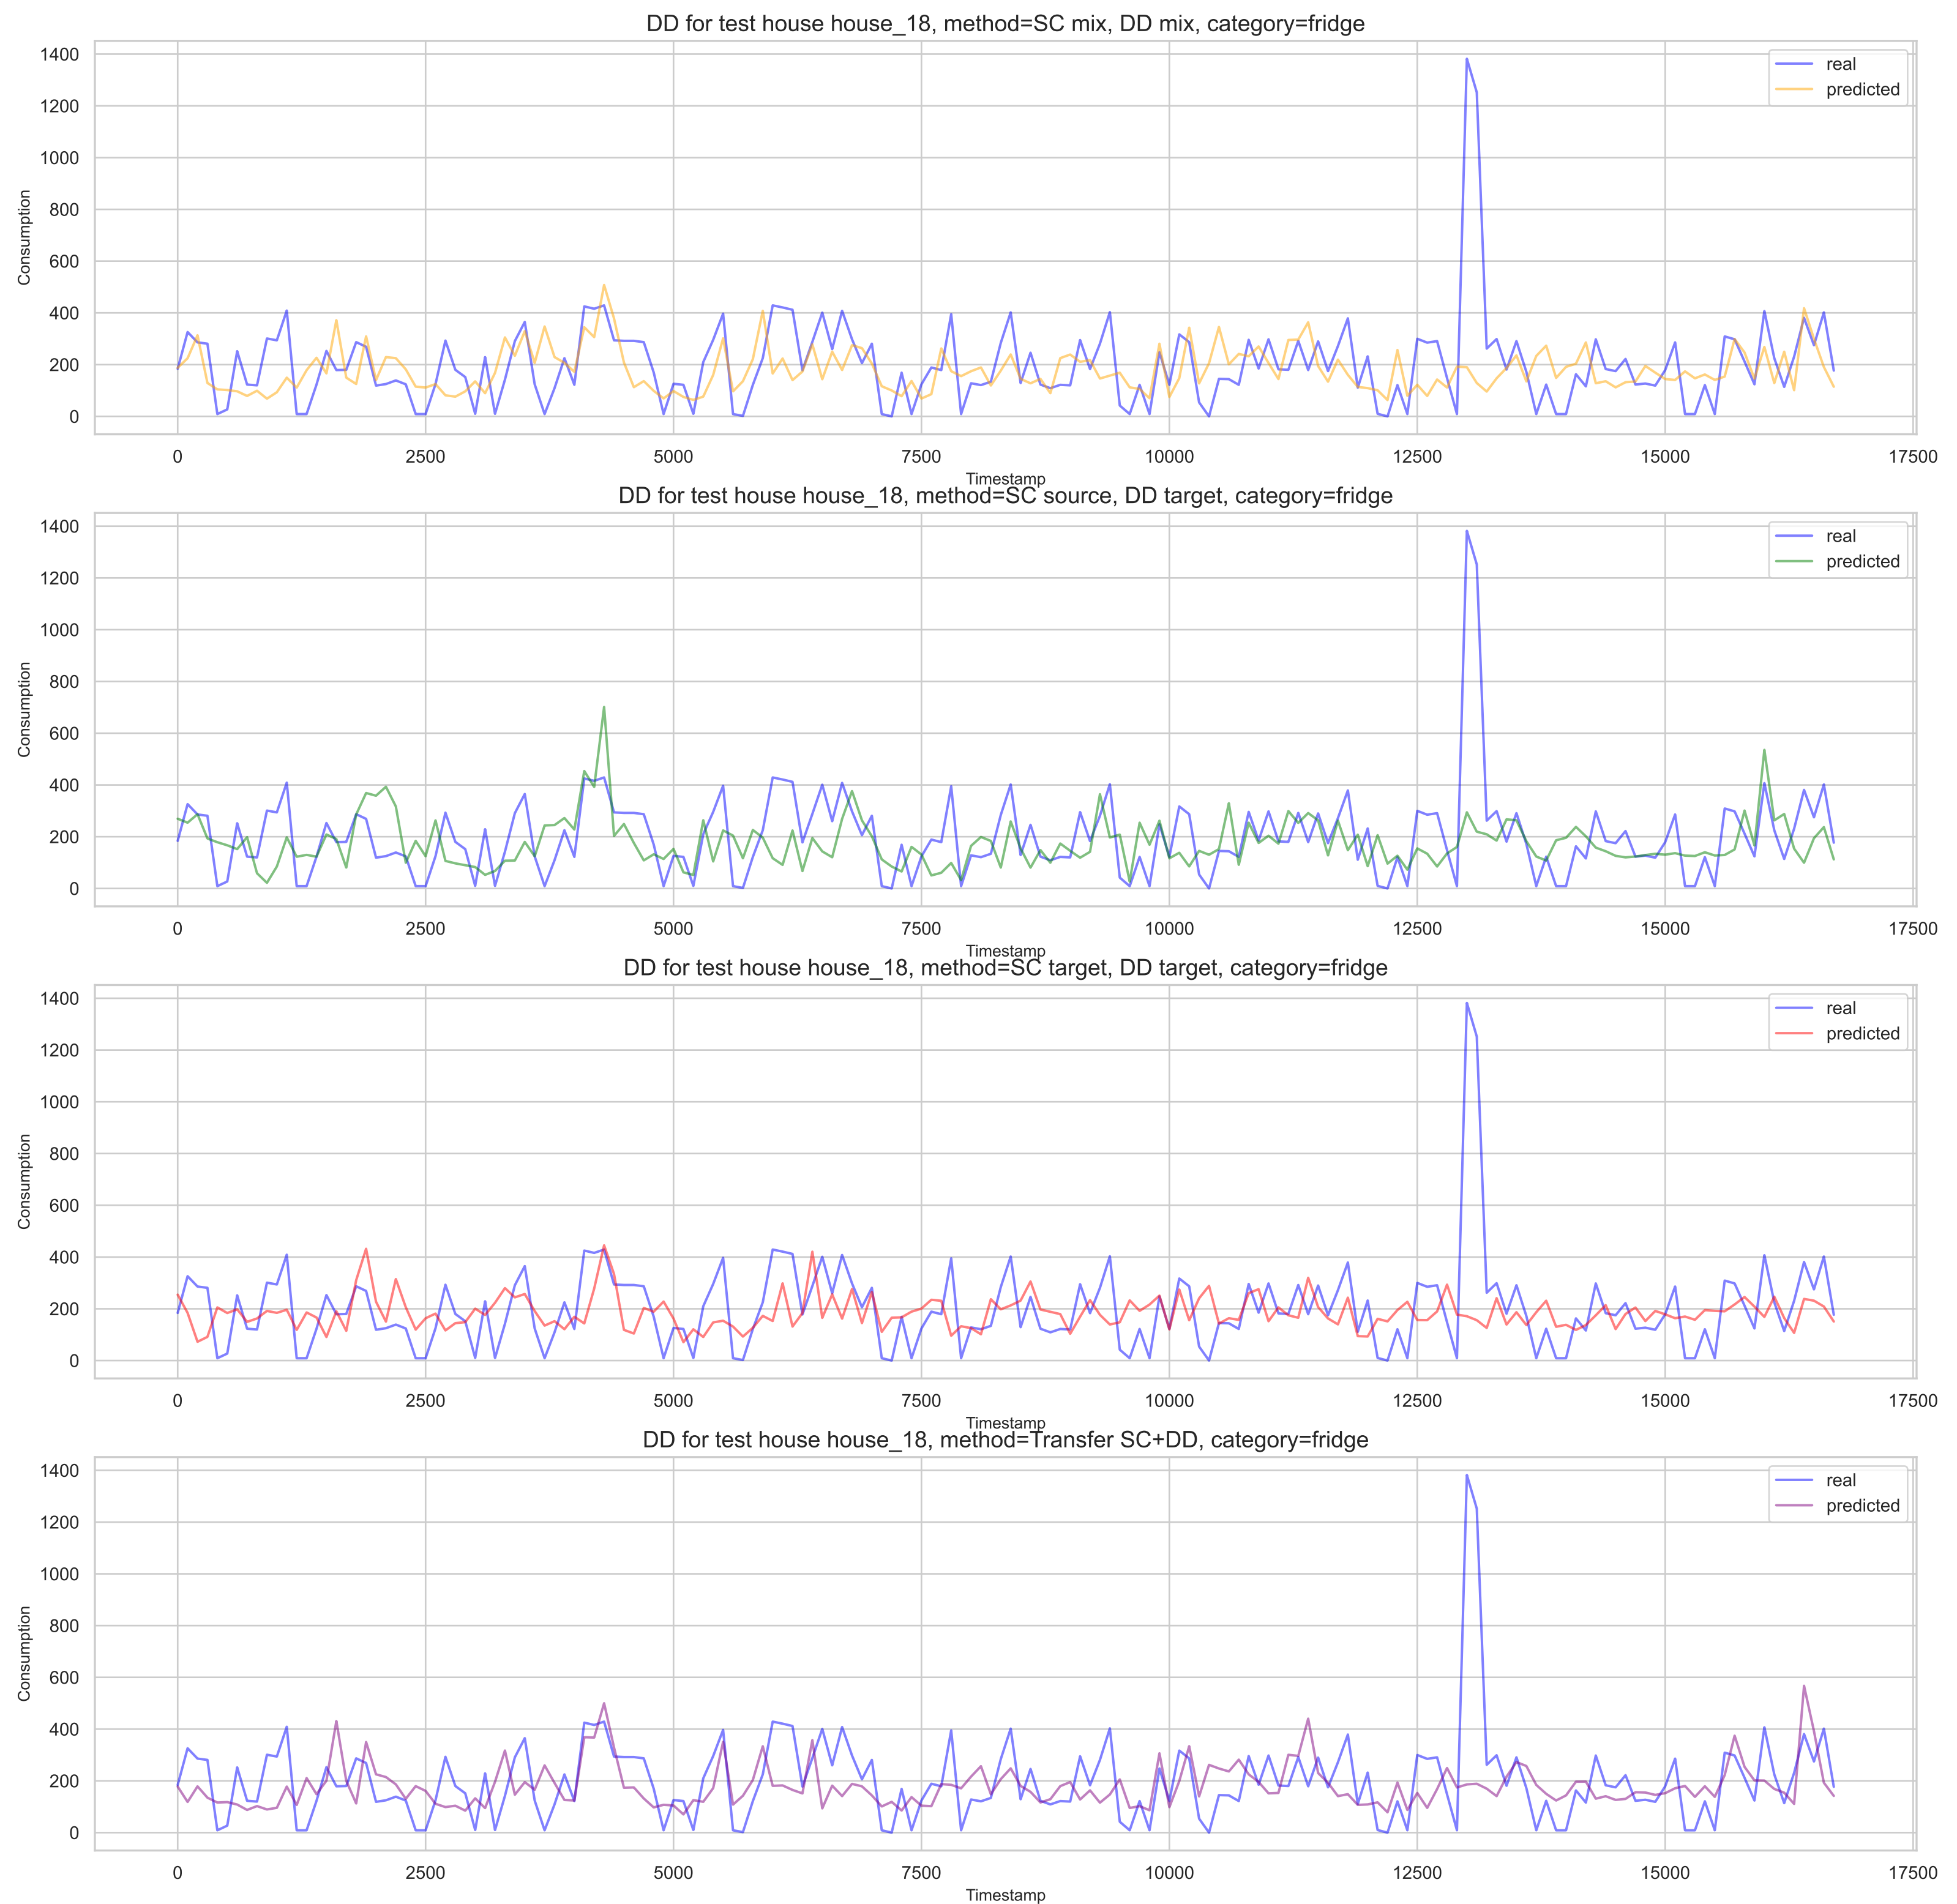 DD for test house house_18, method=SC mix, DD mix, category=fridge
1400
1200
1000
800
600
400
200
0
Consumption
real
predicted
0 2500 5000 7500 10000 12500 15000 17500
Timestamp
DD for test house house_18, method=SC source, DD target, category=fridge
1400
1200
1000
800
600
400
200
0
Consumption
real
predicted
0 2500 5000 7500 10000 12500 15000 17500
Timestamp
DD for test house house_18, method=SC target, DD target, category=fridge
1400
1200
1000
800
600
400
200
0
Consumption
real
predicted
0 2500 5000 7500 10000 12500 15000 17500
Timestamp
DD for test house house_18, method=Transfer SC+DD, category=fridge
1400
1200
1000
800
600
400
200
0
Consumption
real
predicted
0 2500 5000 7500 10000 12500 15000 17500
Timestamp